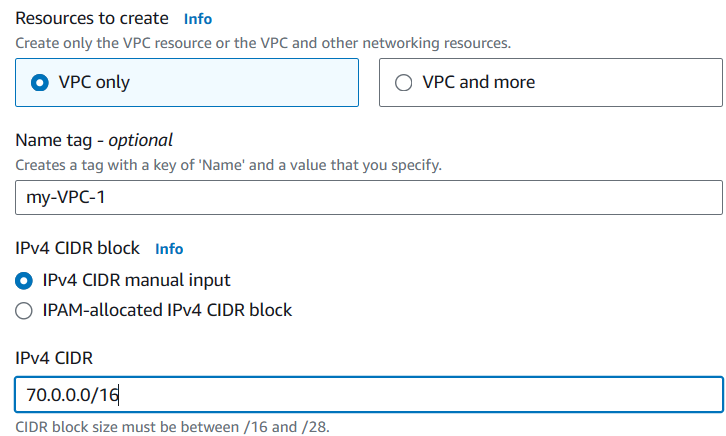 Resources to create Info
Create only the VPC resource or the VPC and other networking resources.
VPC only VPC and more
Name tag - optional
Creates a tag with a key of 'Name' and a value that you specify.
my-VPC-1
IPv4 CIDR block Info
IPv4 CIDR manual input
IPAM-allocated IPv4 CIDR block
IPv4 CIDR
70.0.0.0/16
CIDR block size must be between /16 and /28.